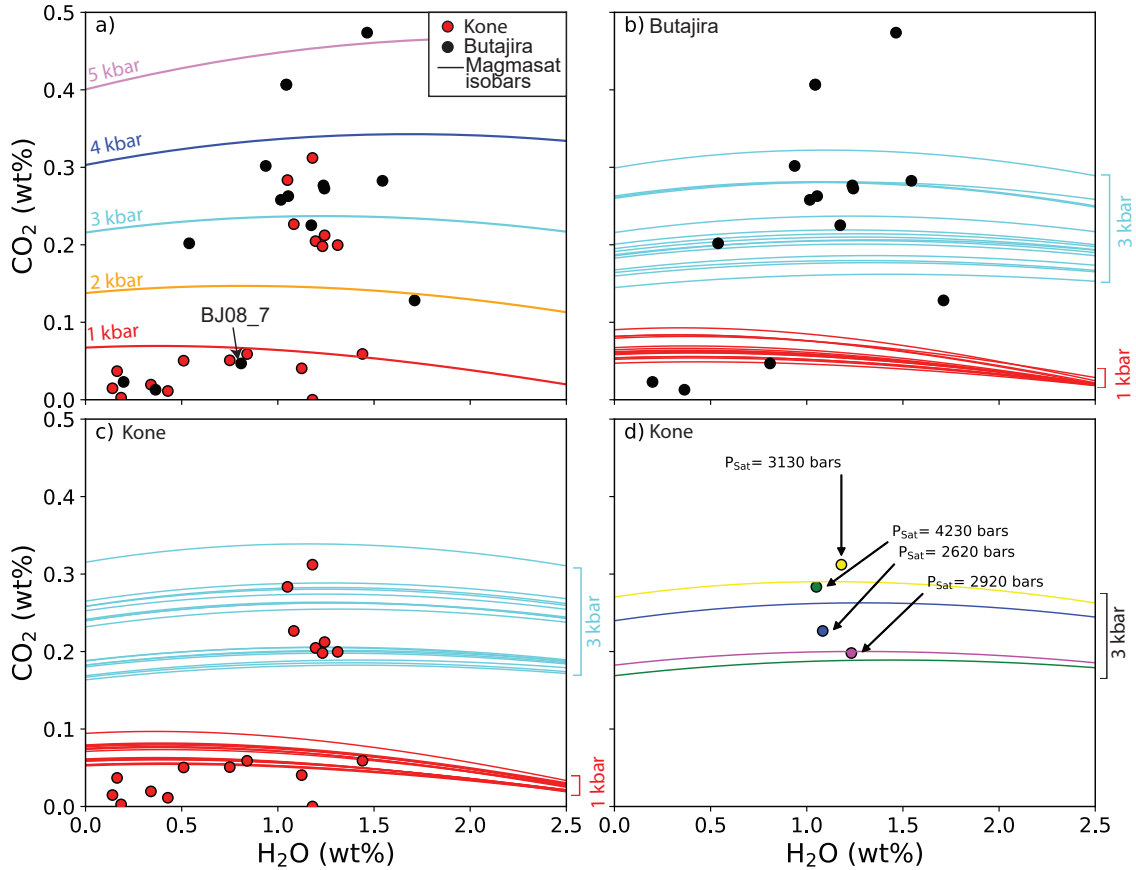 a)
Kone
Butajira
Magmasat
isobars
5 kbar
4 kbar
3 kbar
2 kbar
1 kbar
BJ08_7
CO2 (wt%)
0.5
0.4
0.3
0.2
0.1
0.0
b) Butajira
3 kbar
1 kbar
c) Kone
3 kbar
1 kbar
CO2 (wt%)
0.5
0.4
0.3
0.2
0.1
0.0
0.0 0.5 1.0 1.5 2.0 2.5
H2O (wt%)
d) Kone
PSat= 3130 bars
PSat= 4230 bars
PSat= 2620 bars
PSat= 2920 bars
3 kbar
0.0 0.5 1.0 1.5 2.0 2.5
H2O (wt%)